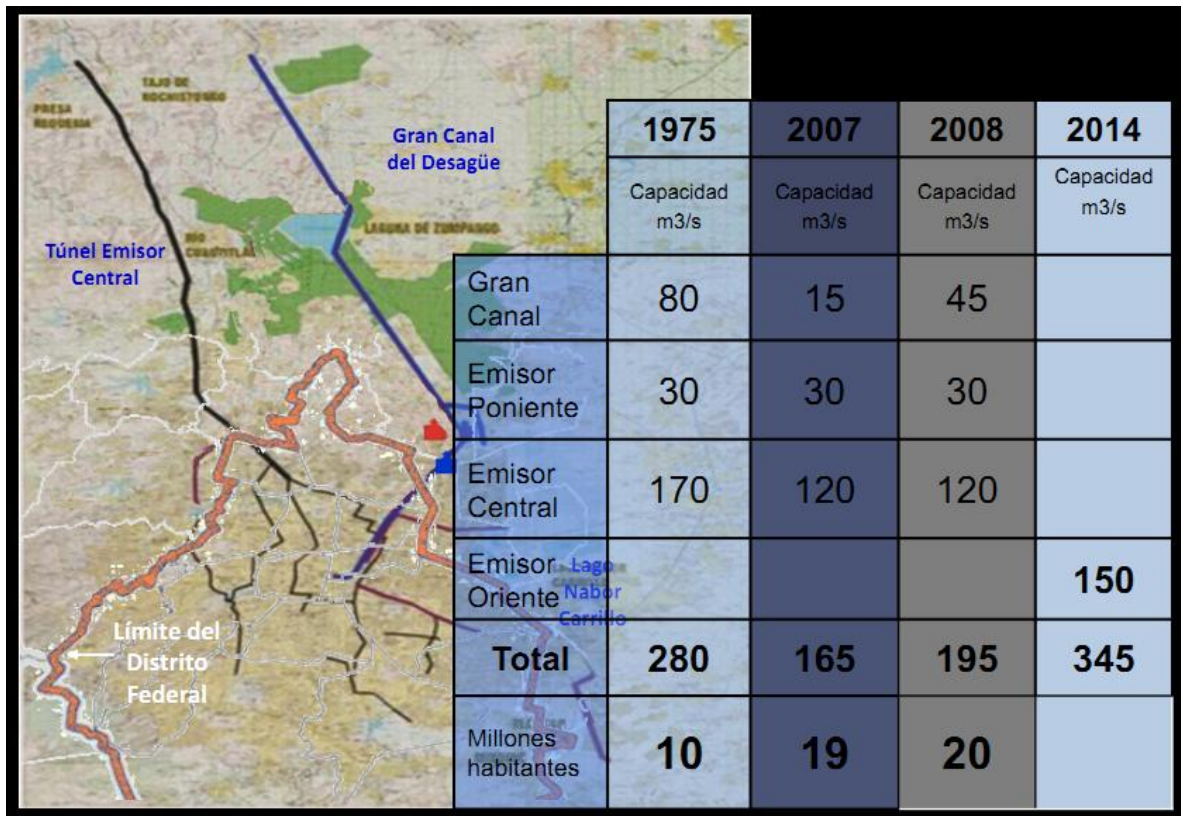 TAJO DE
NOCHISTONGO
PRESA
REQUENA
Gran Canal
del Desagüe
Túnel Emisor
Central
RÍO
CUAUTITLAN
LAGUNA DE ZUMPANGO
Límite del
Distrito
Federal
Lago
Nabor
Carrillo
1975 2007 2008 2014
Capacidad Capacidad Capacidad Capacidad
m3/s m3/s m3/s m3/s
Gran
Canal 80 15 45
Emisor
Poniente 30 30 30
Emisor
Central 170 120 120
Emisor
Oriente 150
Total 280 165 195 345
Millones
habitantes 10 19 20